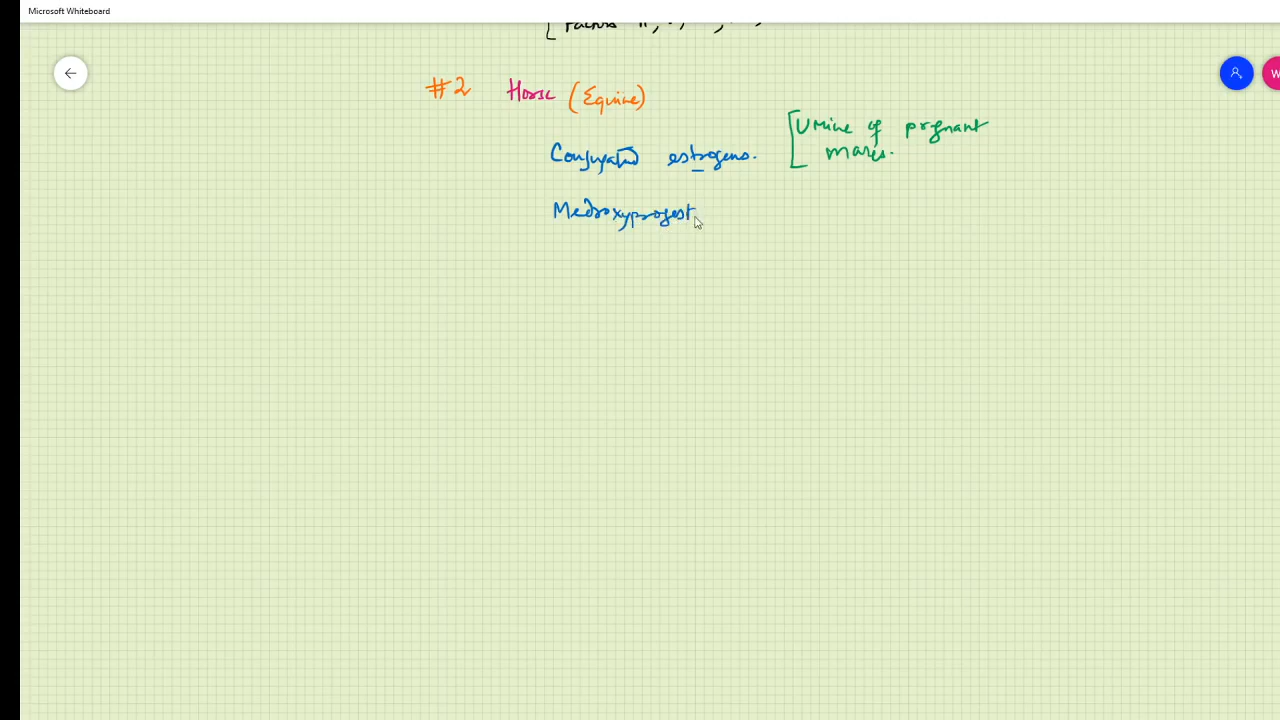 Microsoft Whiteboard
#2 Horse (Equine)
Conjugated estrogens. [Urine of pregnant
mares.
Medroxyprogest
W